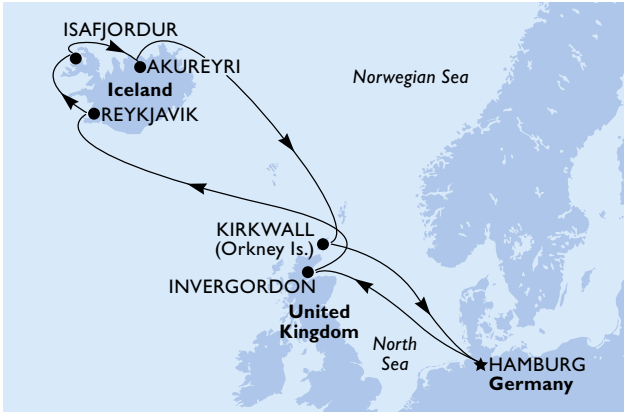 ISAFJORDUR
AKUREYRI
Iceland
REYKJAVIK
Norwegian Sea
KIRKWALL
(Orkney Is.)
INVERGORDON
United
Kingdom
North
Sea
HAMBURG
Germany